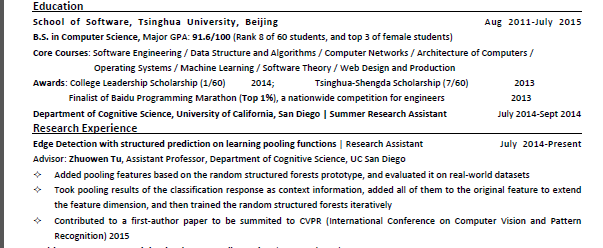 Education
School of Software, Tsinghua University, Beijing Aug 2011-July 2015
B.S. in Computer Science, Major GPA: 91.6/100 (Rank 8 of 60 students, and top 3 of female students)
Core Courses: Software Engineering / Data Structure and Algorithms / Computer Networks / Architecture of Computers /
Operating Systems / Machine Learning / Software Theory / Web Design and Production
Awards: College Leadership Scholarship (1/60) 2014; Tsinghua-Shengda Scholarship (7/60) 2013
Finalist of Baidu Programming Marathon (Top 1%), a nationwide competition for engineers 2013
Department of Cognitive Science, University of California, San Diego | Summer Research Assistant July 2014-Sept 2014
Research Experience
Edge Detection with structured prediction on learning pooling functions | Research Assistant July 2014-Present
Advisor: Zhuowen Tu, Assistant Professor, Department of Cognitive Science, UC San Diego
✧ Added pooling features based on the random structured forests prototype, and evaluated it on real-world datasets
✧ Took pooling results of the classification response as context information, added all of them to the original feature to extend
the feature dimension, and then trained the random structured forests iteratively
✧ Contributed to a first-author paper to be summited to CVPR (International Conference on Computer Vision and Pattern
Recognition) 2015